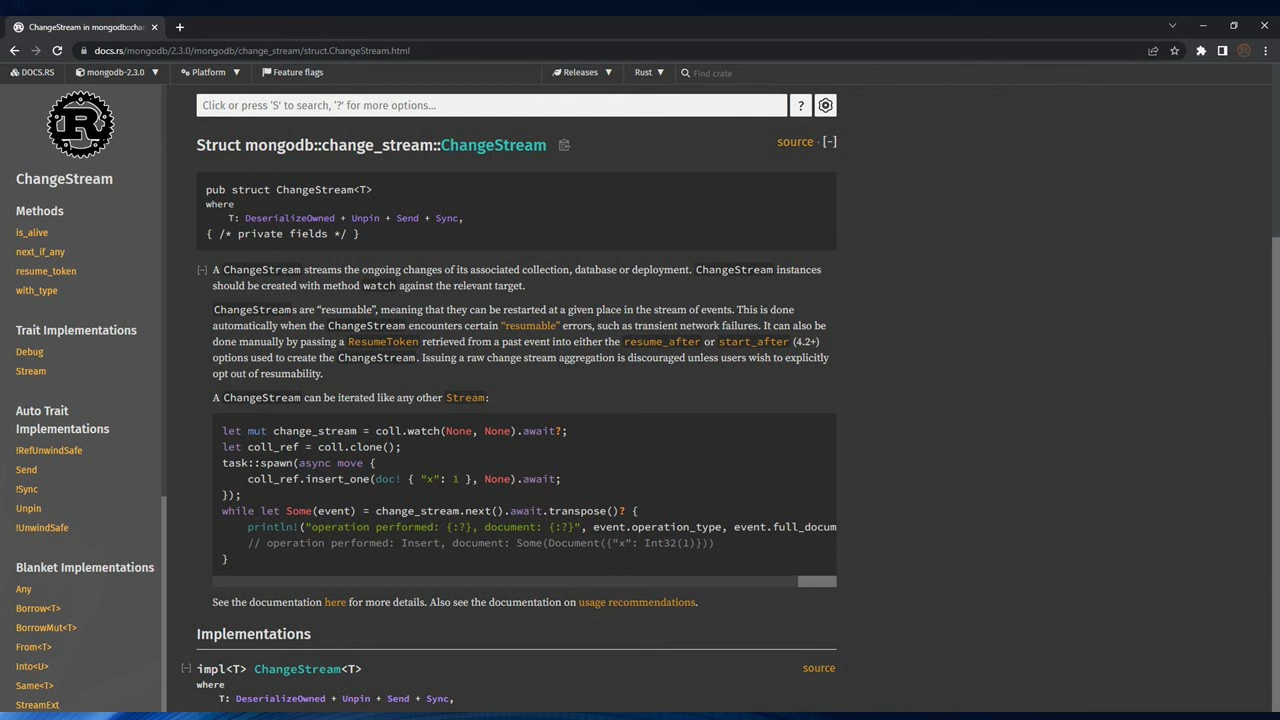 ChangeStream in mongodb::cha
docs.rs/mongodb/2.3.0/mongodb/change_stream/struct.ChangeStream.html
DOCS.RS
mongodb-2.3.0
Platform
Feature flags
Releases
Rust
Find crate
Click or press 'S' to search, '?' for more options...
?
Struct mongodb::change_stream::ChangeStream
source · [-]
pub struct ChangeStream<T>
where
T: DeserializeOwned + Unpin + Send + Sync,
{ /* private fields */ }
[-] A ChangeStream streams the ongoing changes of its associated collection, database or deployment. ChangeStream instances
should be created with method watch against the relevant target.
ChangeStreams are “resumable”, meaning that they can be restarted at a given place in the stream of events. This is done
automatically when the ChangeStream encounters certain “resumable” errors, such as transient network failures. It can also be
done manually by passing a ResumeToken retrieved from a past event into either the resume_after or start_after (4.2+)
options used to create the ChangeStream. Issuing a raw change stream aggregation is discouraged unless users wish to explicitly
opt out of resumability.
A ChangeStream can be iterated like any other Stream:
let mut change_stream = coll.watch(None, None).await?;
let coll_ref = coll.clone();
task::spawn(async move {
coll_ref.insert_one(doc! { "x": 1 }, None).await;
});
while let Some(event) = change_stream.next().await.transpose()? {
println!("operation performed: {:?}, document: {:?}", event.operation_type, event.full_docum
// operation performed: Insert, document: Some(Document({"x": Int32(1)}))
}
See the documentation here for more details. Also see the documentation on usage recommendations.
Implementations
[-] impl<T> ChangeStream<T>
source
where
T: DeserializeOwned + Unpin + Send + Sync,
ChangeStream
Methods
is_alive
next_if_any
resume_token
with_type
Trait Implementations
Debug
Stream
Auto Trait
Implementations
!RefUnwindSafe
Send
!Sync
Unpin
!UnwindSafe
Blanket Implementations
Any
Borrow<T>
BorrowMut<T>
From<T>
Into<U>
Same<T>
StreamExt